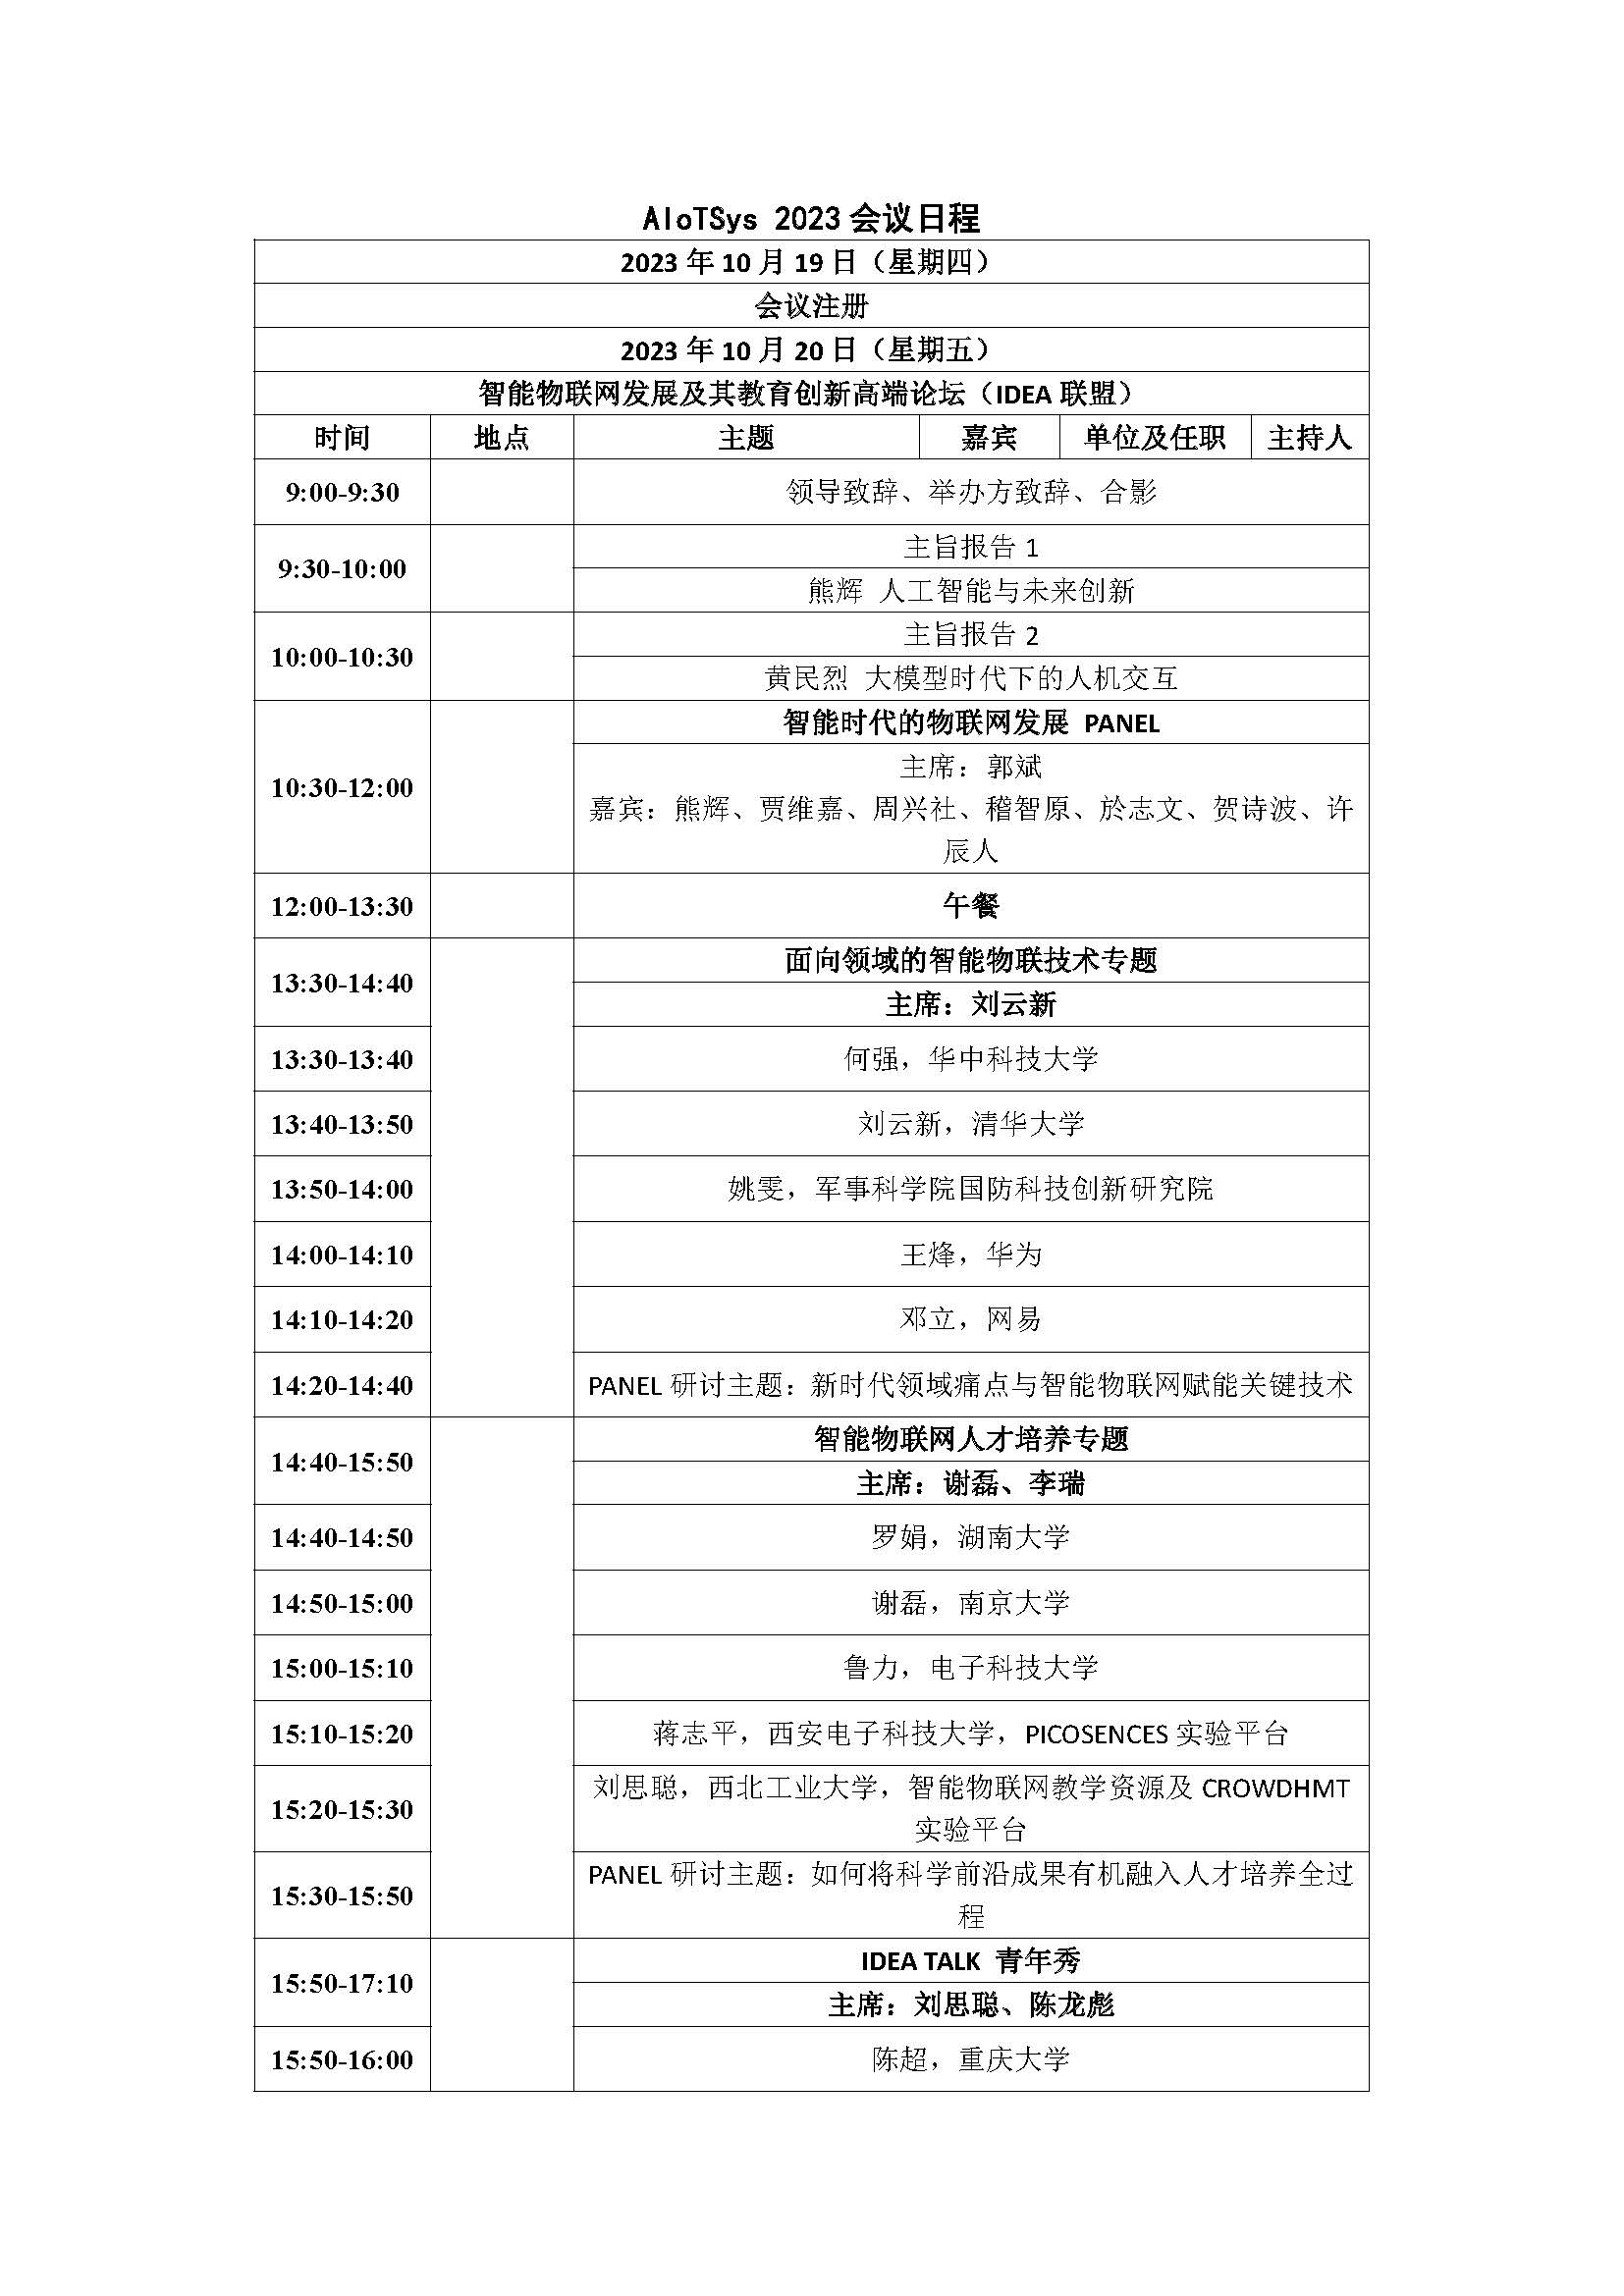 AIoTSys 2023会议日程
2023 年 10 月 19 日（星期四）
会议注册
2023 年 10 月 20 日（星期五）
智能物联网发展及其教育创新高端论坛（IDEA 联盟）
时间 地点 主题 嘉宾 单位及任职 主持人
9:00-9:30 领导致辞、举办方致辞、合影
9:30-10:00
主旨报告 1
熊辉 人工智能与未来创新
10:00-10:30
主旨报告 2
黄民烈 大模型时代下的人机交互
10:30-12:00
智能时代的物联网发展 PANEL
主席：郭斌
嘉宾：熊辉、贾维嘉、周兴社、稽智原、於志文、贺诗波、许
辰人
12:00-13:30 午餐
13:30-14:40
面向领域的智能物联技术专题
主席：刘云新
13:30-13:40 何强，华中科技大学
13:40-13:50 刘云新，清华大学
13:50-14:00 姚雯，军事科学院国防科技创新研究院
14:00-14:10 王烽，华为
14:10-14:20 邓立，网易
14:20-14:40 PANEL 研讨主题：新时代领域痛点与智能物联网赋能关键技术
14:40-15:50
智能物联网人才培养专题
主席：谢磊、李瑞
14:40-14:50 罗娟，湖南大学
14:50-15:00 谢磊，南京大学
15:00-15:10 鲁力，电子科技大学
15:10-15:20 蒋志平，西安电子科技大学，PICOSENCES 实验平台
15:20-15:30
刘思聪，西北工业大学，智能物联网教学资源及 CROWDHMT
实验平台
15:30-15:50
PANEL 研讨主题：如何将科学前沿成果有机融入人才培养全过
程
15:50-17:10
IDEA TALK 青年秀
主席：刘思聪、陈龙彪
15:50-16:00 陈超，重庆大学